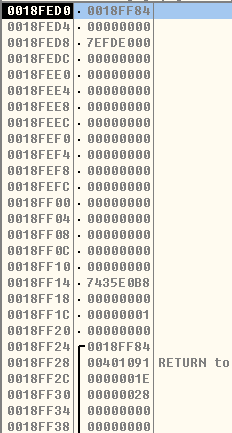 0018FED0 · 0018FF84
0018FED4 · 00000000
0018FED8 · 7EFDE000
0018FEDC · 00000000
0018FEE0 · 00000000
0018FEE4 · 00000000
0018FEE8 · 00000000
0018FEEC · 00000000
0018FEF0 · 00000000
0018FEF4 · 00000000
0018FEF8 · 00000000
0018FEFC · 00000000
0018FF00 · 00000000
0018FF04 · 00000000
0018FF08 · 00000000
0018FF0C · 00000000
0018FF10 · 00000000
0018FF14 · 7435E0B8
0018FF18 · 00000000
0018FF1C · 00000001
0018FF20 · 00000000
0018FF24 0018FF84
0018FF28 00401091 RETURN to
0018FF2C 0000001E
0018FF30 00000028
0018FF34 00000000
0018FF38 00000000